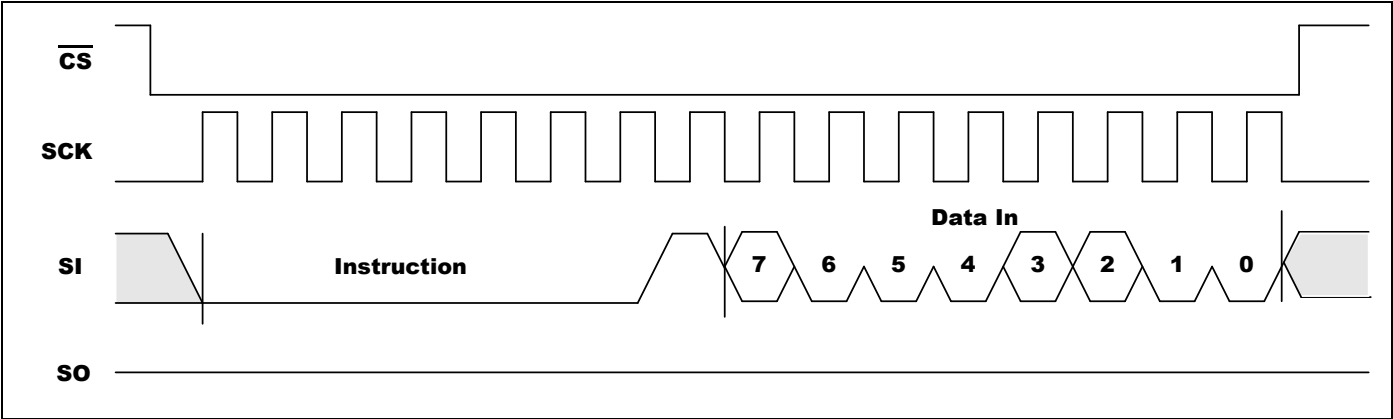 CS
SCK
Data In
SI Instruction 7 6 5 4 3 2 1 0
SO